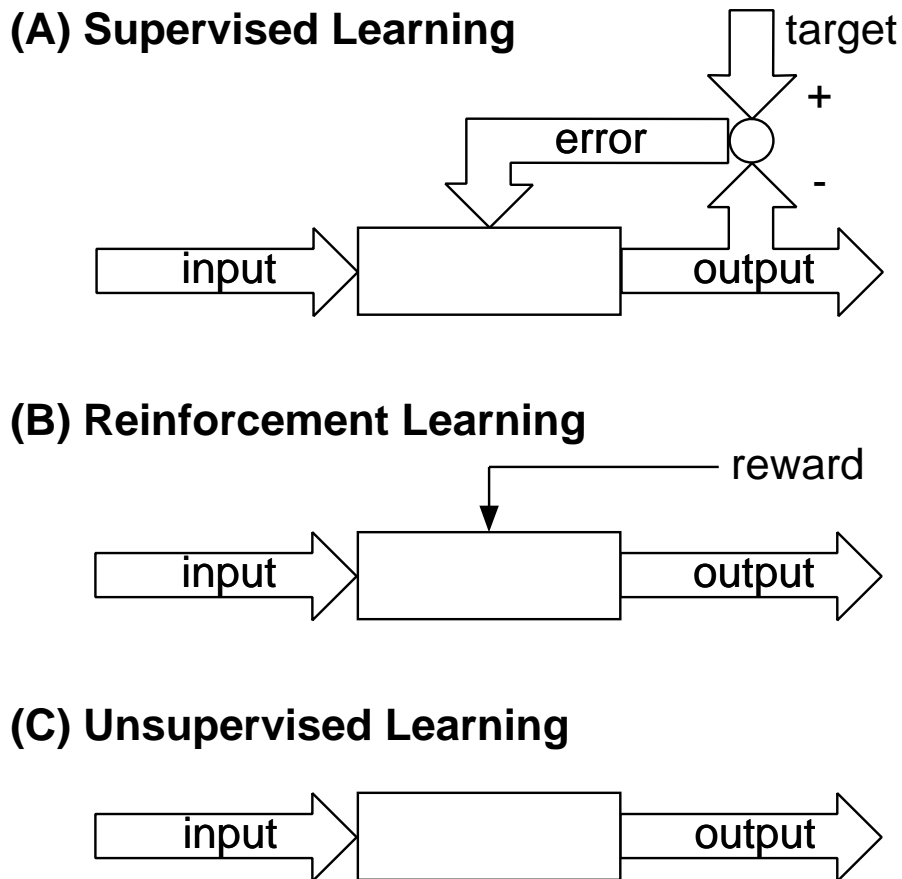 (A) Supervised Learning
target
+
error
-
input
output
(B) Reinforcement Learning
reward
input
output
(C) Unsupervised Learning
input
output